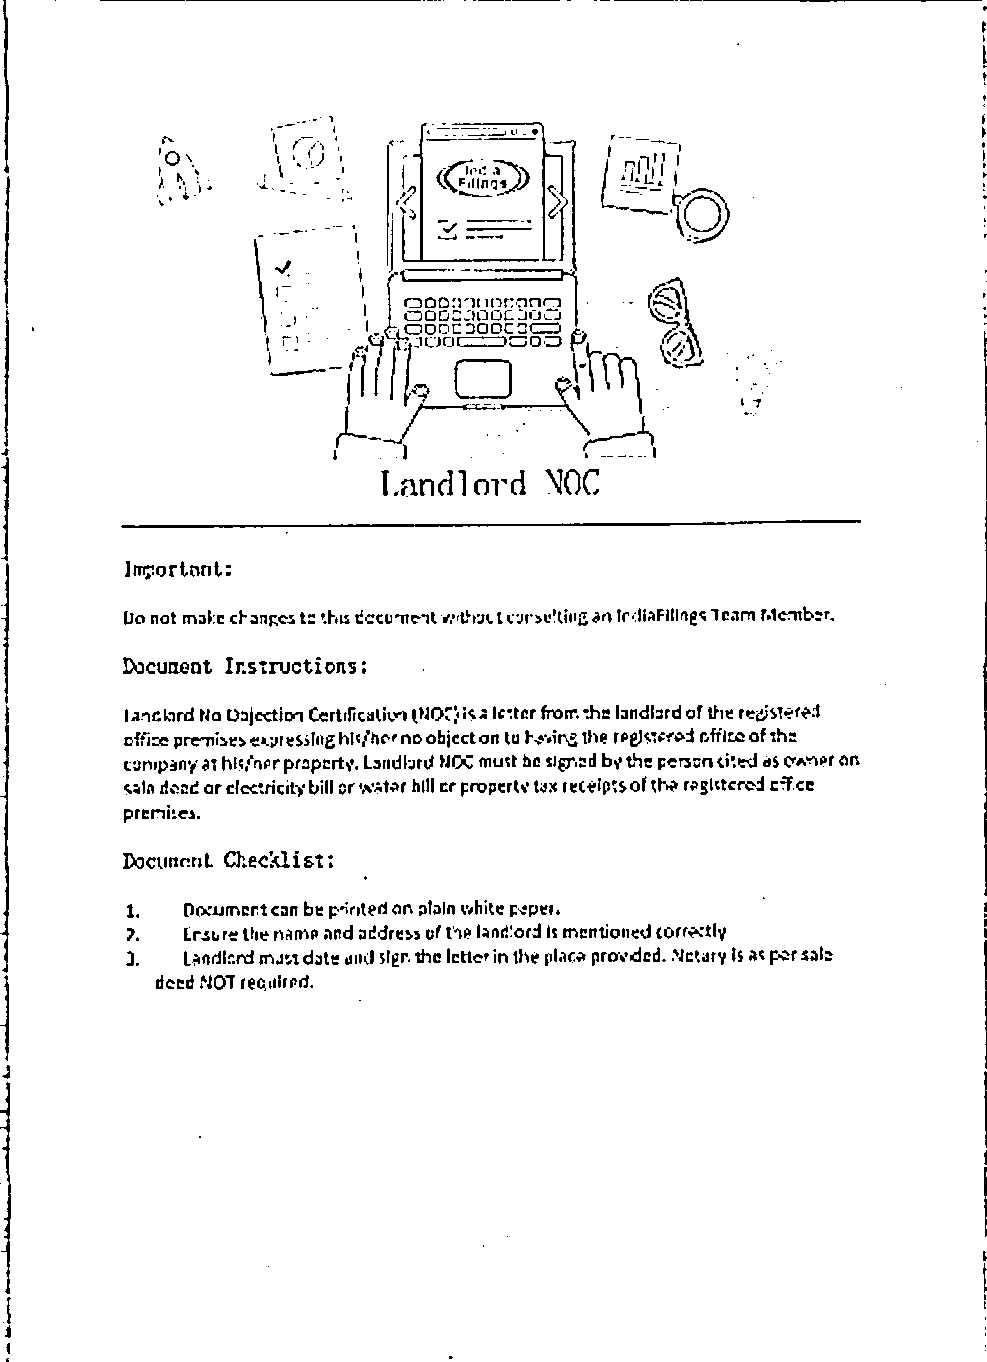 India
Filings
Landlord NOC
Important:
Do not make changes to this document without consulting an IndiaFilings Team Member.
Document Instructions:
Landlord No Objection Certification (NOC) is a letter from the landlord of the registered
office premises expressing his/her no objection to having the registered office of the
company at his/her property. Landlord NOC must be signed by the person cited as owner on
sale deed or electricity bill or water bill or property tax receipts of the registered office
premises.
Document Checklist:
1. Document can be printed on plain white paper.
2. Ensure the name and address of the landlord is mentioned correctly
3. Landlord must date and sign the letter in the place provided. Notary is as per sale
deed NOT required.